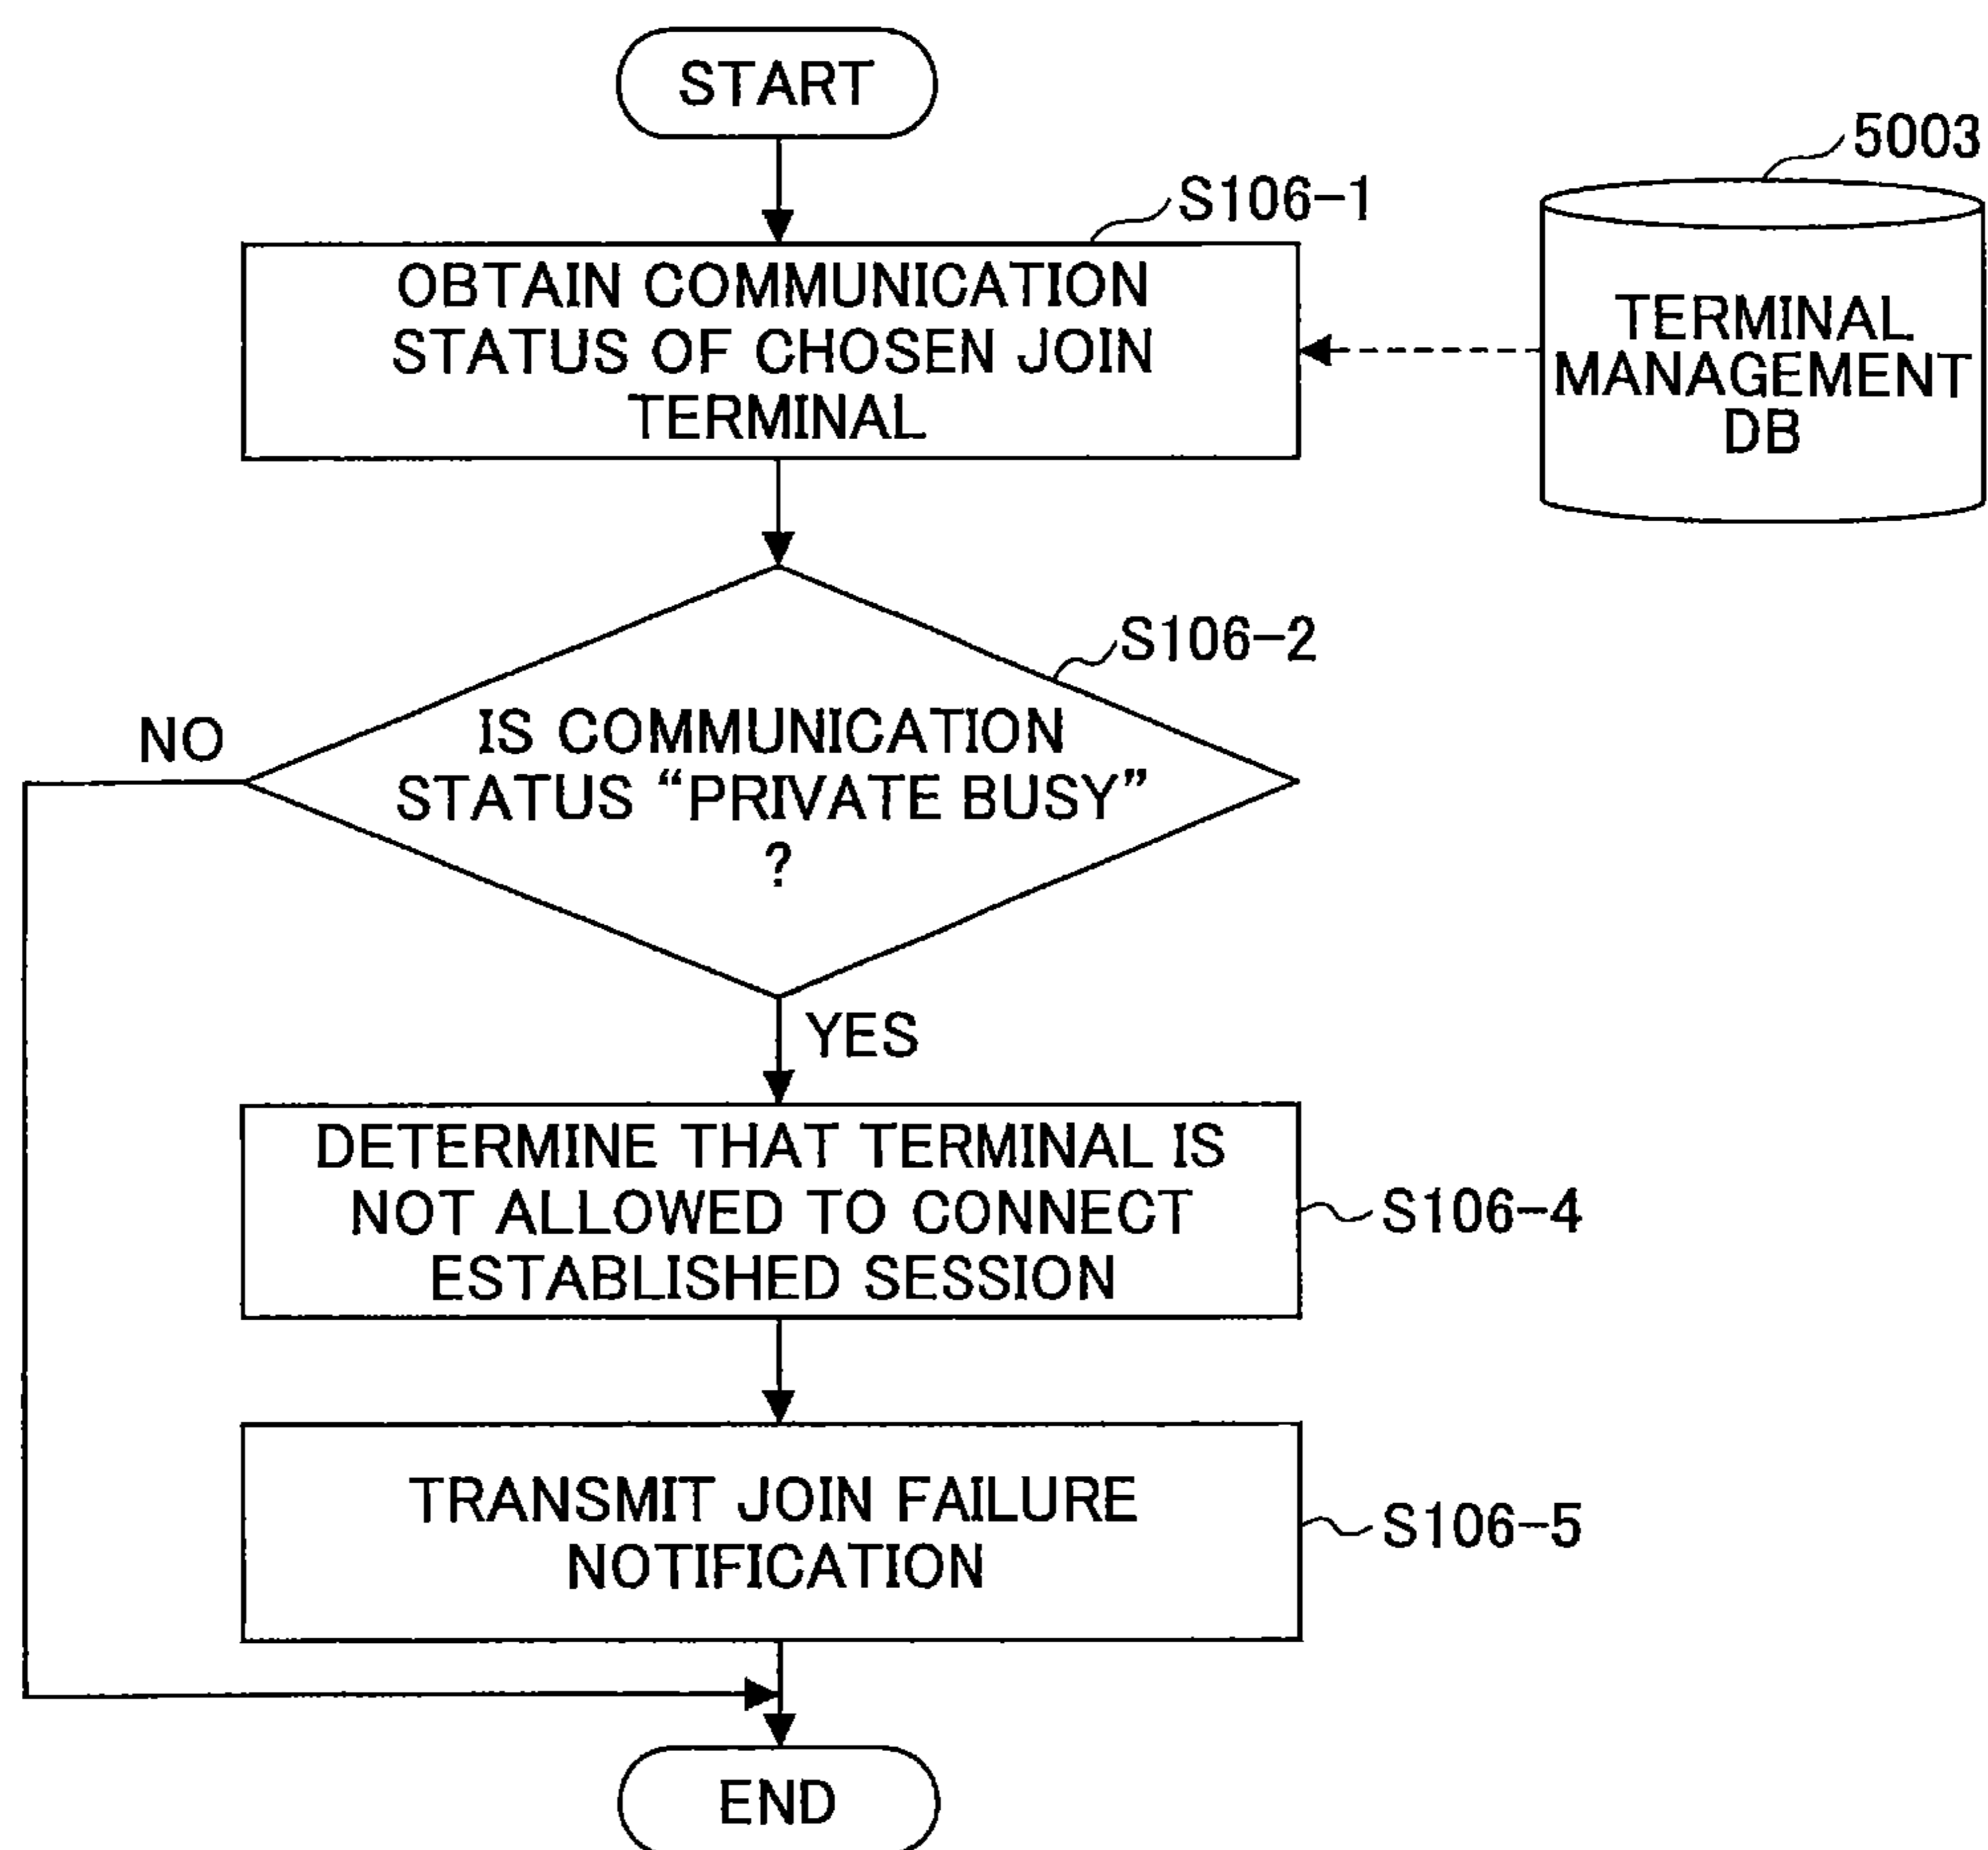 START
5003
S106-1
OBTAIN COMMUNICATION
STATUS OF CHOSEN JOIN
TERMINAL
TERMINAL
MANAGEMENT
DB
S106-2
NO
IS COMMUNICATION
STATUS “PRIVATE BUSY”
?
YES
DETERMINE THAT TERMINAL IS
NOT ALLOWED TO CONNECT
ESTABLISHED SESSION
S106-4
TRANSMIT JOIN FAILURE
NOTIFICATION
S106-5
END